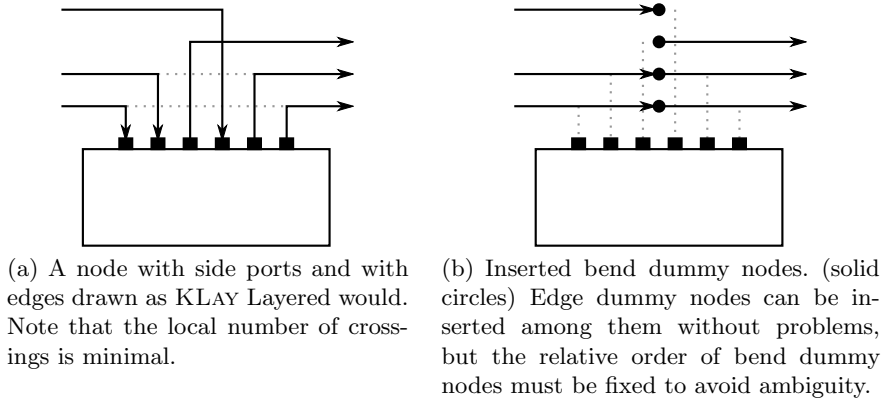 (a) A node with side ports and with
edges drawn as KLAY Layered would.
Note that the local number of cross-
ings is minimal.
(b) Inserted bend dummy nodes. (solid
circles) Edge dummy nodes can be in-
serted among them without problems,
but the relative order of bend dummy
nodes must be fixed to avoid ambiguity.